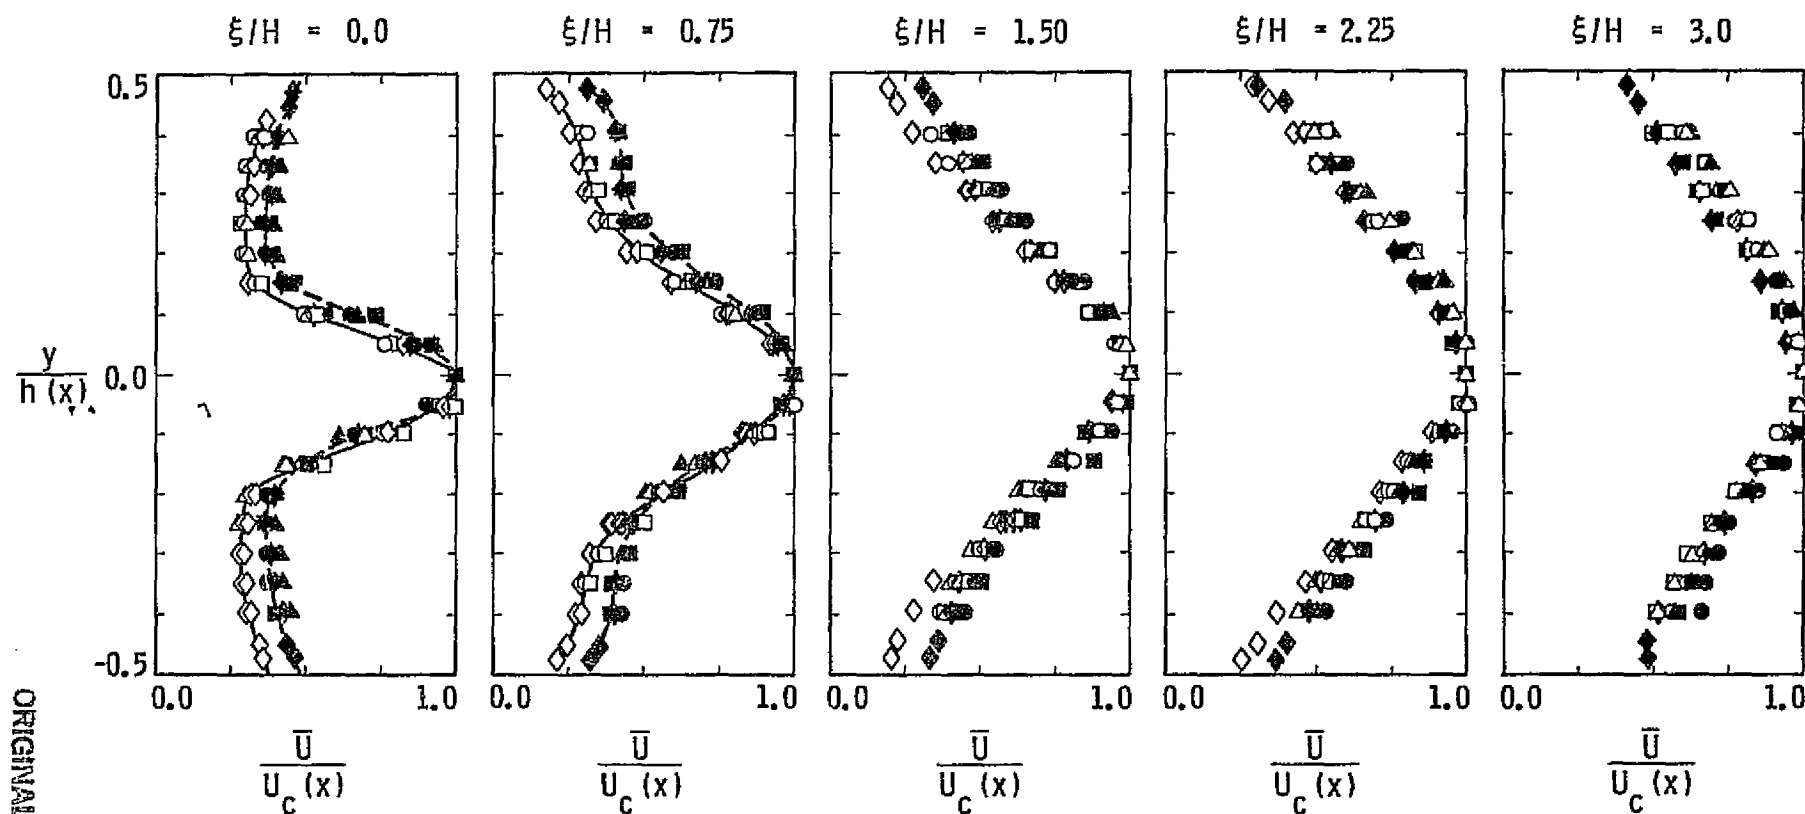 ξ/H = 0.0
ξ/H = 0.75
ξ/H = 1.50
ξ/H = 2.25
ξ/H = 3.0
0.5
y
h(x)
0.0
-0.5
0.0 1.0
0.0 1.0
0.0 1.0
0.0 1.0
0.0 1.0
U̅
U_c(x)
U̅
U_c(x)
U̅
U_c(x)
U̅
U_c(x)
U̅
U_c(x)
ORIGINAL